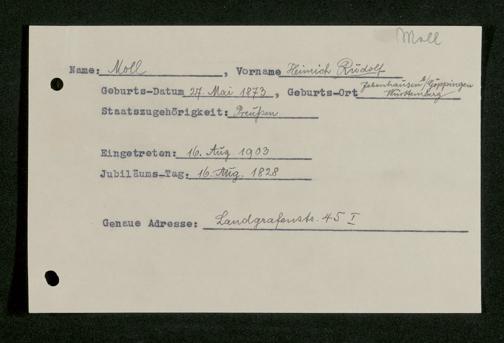 Moll
Name: Moll, Vorname Heinrich Rudolf
Geburts-Datum 27. Mai 1873, Geburts-Ort Jebenhausen b/Göppingen
Württemberg
Staatszugehörigkeit: Preußen
Eingetreten: 16. Aug 1903
Jubiläums-Tag: 16. Aug. 1828
Genaue Adresse: Landgrafenstr. 45 I